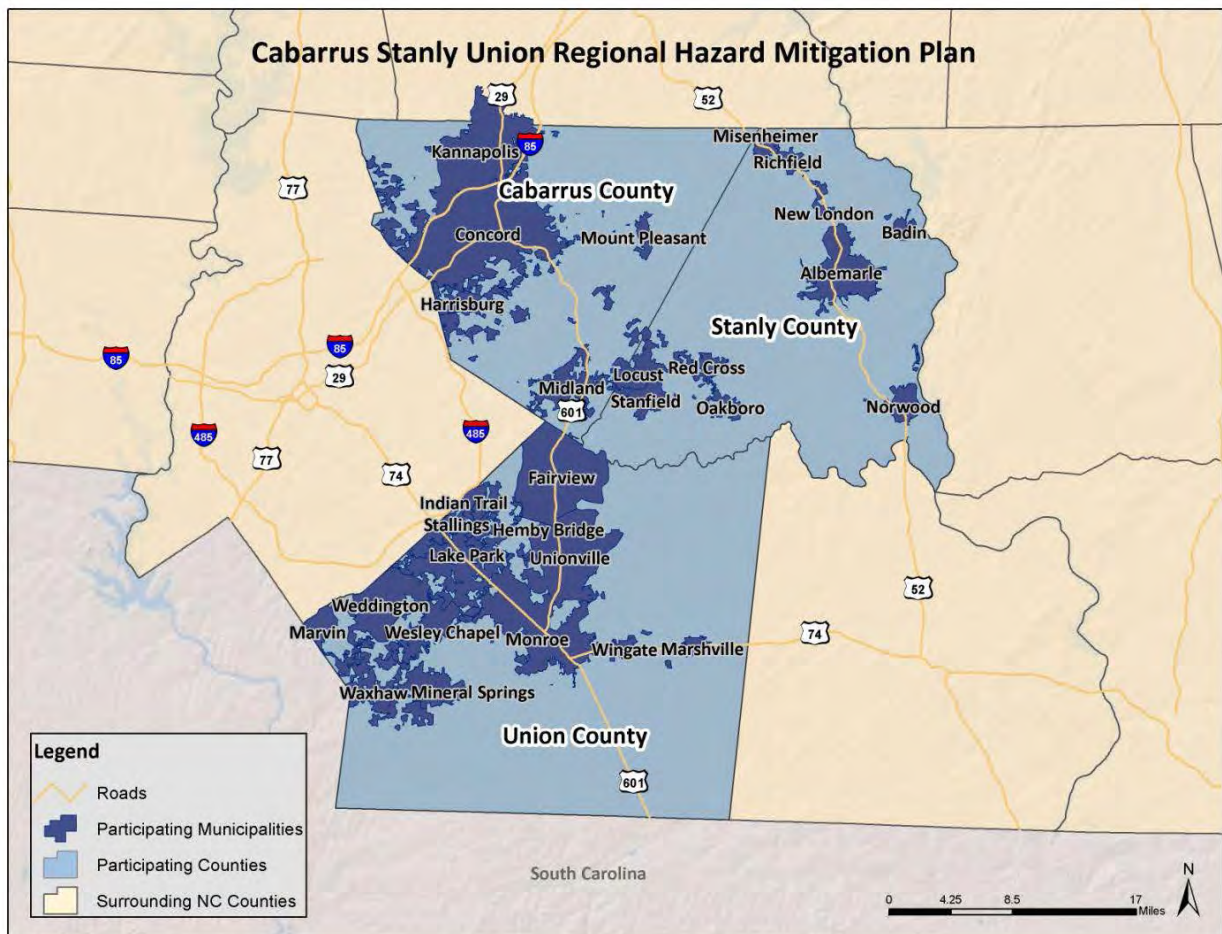 Cabarrus Stanly Union Regional Hazard Mitigation Plan
29
52
85
Misenheimer
Kannapolis
Richfield
77
Cabarrus County
New London
Badin
Concord
Mount Pleasant
Albemarle
Harrisburg
Stanly County
85
85
29
Locust
Red Cross
Midland
Stanfield
Oakboro
Norwood
601
485
485
77
74
Fairview
Indian Trail
Stallings
Hemby Bridge
Lake Park
Unionville
52
Weddington
Marvin
Wesley Chapel
Monroe
74
Wingate
Marshville
Waxhaw
Mineral Springs
Union County
601
Legend
Roads
Participating Municipalities
Participating Counties
Surrounding NC Counties
South Carolina
N
0 4.25 8.5 17
Miles